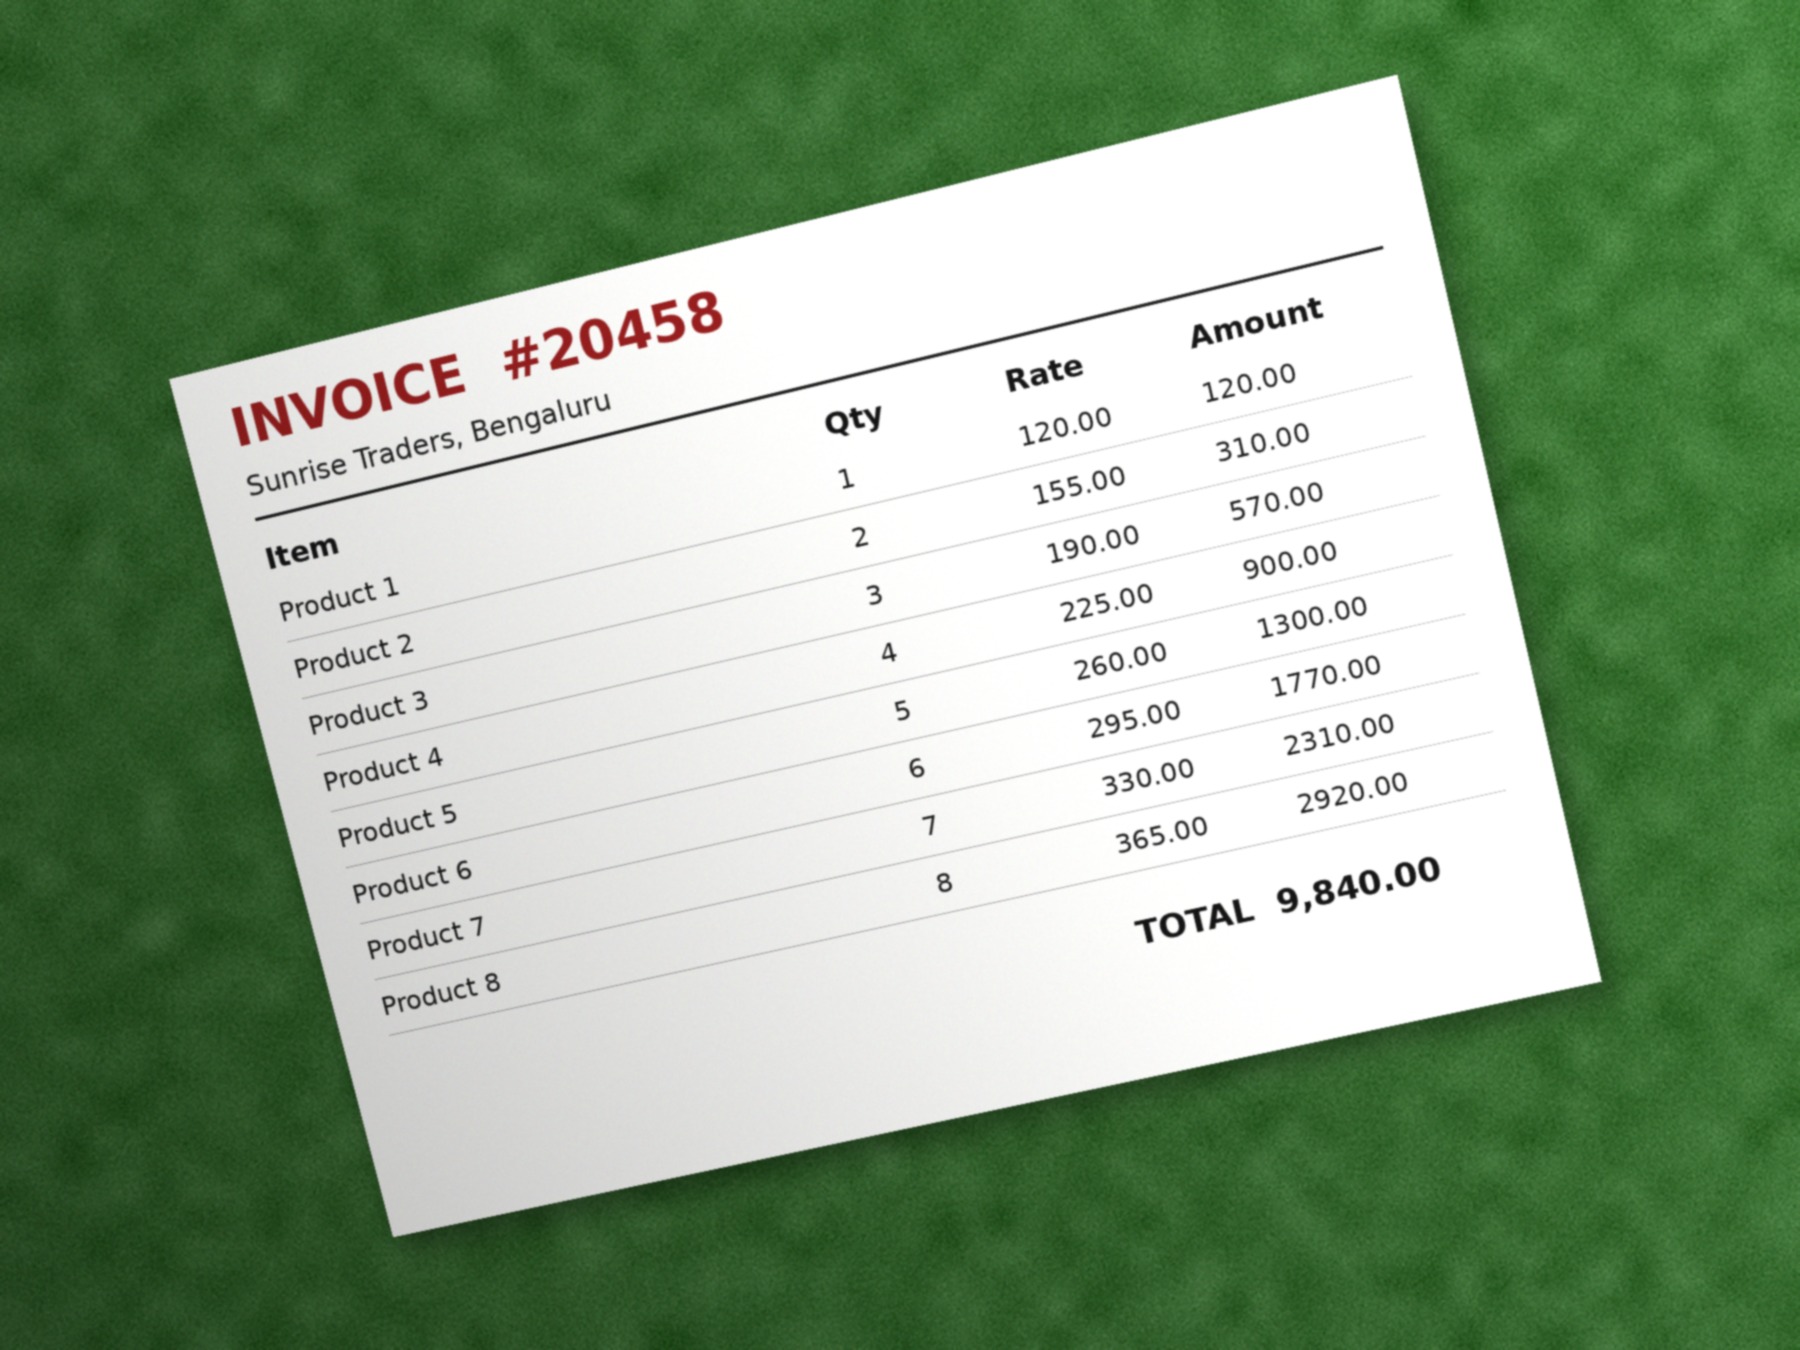 INVOICE #20458
Sunrise Traders, Bengaluru
Item Qty Rate Amount
Product 1 1 120.00 120.00
Product 2 2 155.00 310.00
Product 3 3 190.00 570.00
Product 4 4 225.00 900.00
Product 5 5 260.00 1300.00
Product 6 6 295.00 1770.00
Product 7 7 330.00 2310.00
Product 8 8 365.00 2920.00
TOTAL 9,840.00